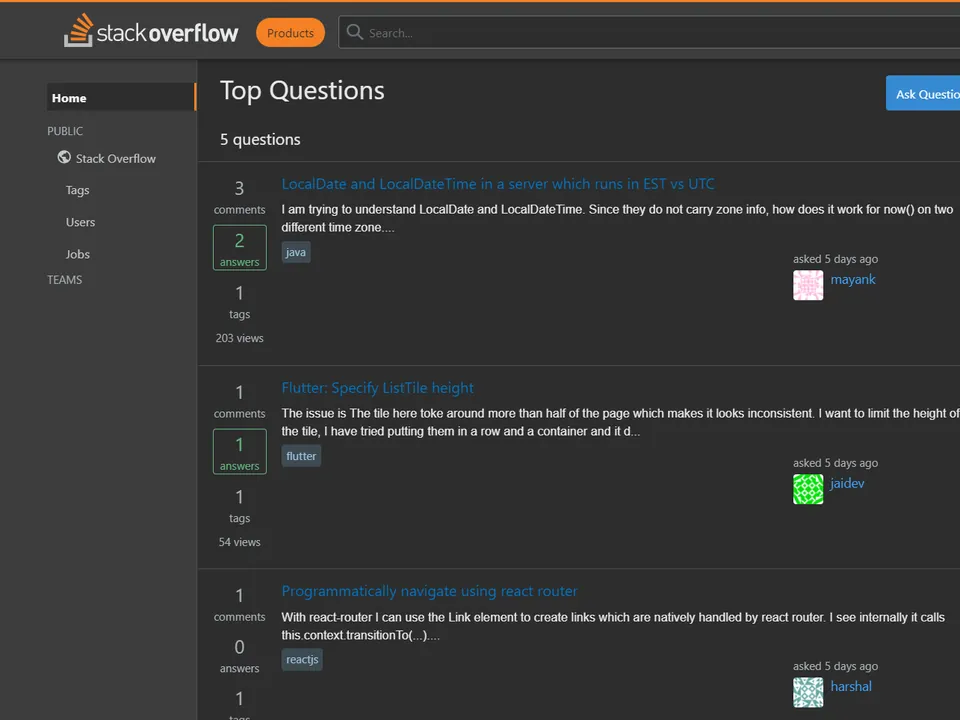 stackoverflow
Products
Search...
Home
PUBLIC
Stack Overflow
Tags
Users
Jobs
TEAMS
Top Questions
Ask Questio
5 questions
3
comments
2
answers
1
tags
203 views
LocalDate and LocalDateTime in a server which runs in EST vs UTC
I am trying to understand LocalDate and LocalDateTime. Since they do not carry zone info, how does it work for now() on two
different time zone....
java
asked 5 days ago
mayank
1
comments
1
answers
1
tags
54 views
Flutter: Specify ListTile height
The issue is The tile here toke around more than half of the page which makes it looks inconsistent. I want to limit the height of
the tile, I have tried putting them in a row and a container and it d...
flutter
asked 5 days ago
jaidev
1
comments
0
answers
1
tags
Programmatically navigate using react router
With react-router I can use the Link element to create links which are natively handled by react router. I see internally it calls
this.context.transitionTo(...)....
reactjs
asked 5 days ago
harshal